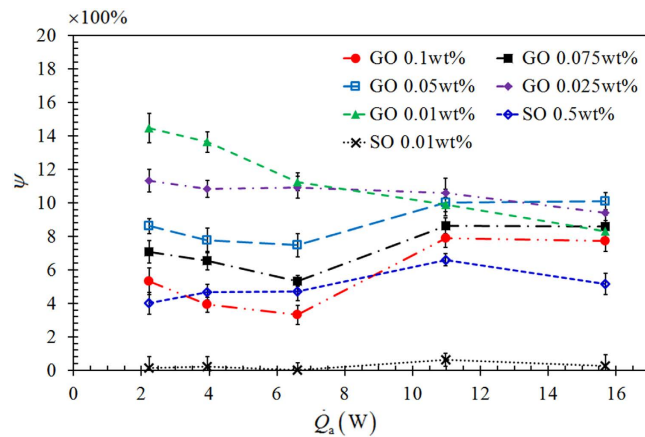 ×100%
20
18
16
14
12
10
8
6
4
2
0
ψ
GO 0.1wt% GO 0.075wt%
GO 0.05wt% GO 0.025wt%
GO 0.01wt% SO 0.5wt%
SO 0.01wt%
0 2 4 6 8 10 12 14 16
Q̇a (W)